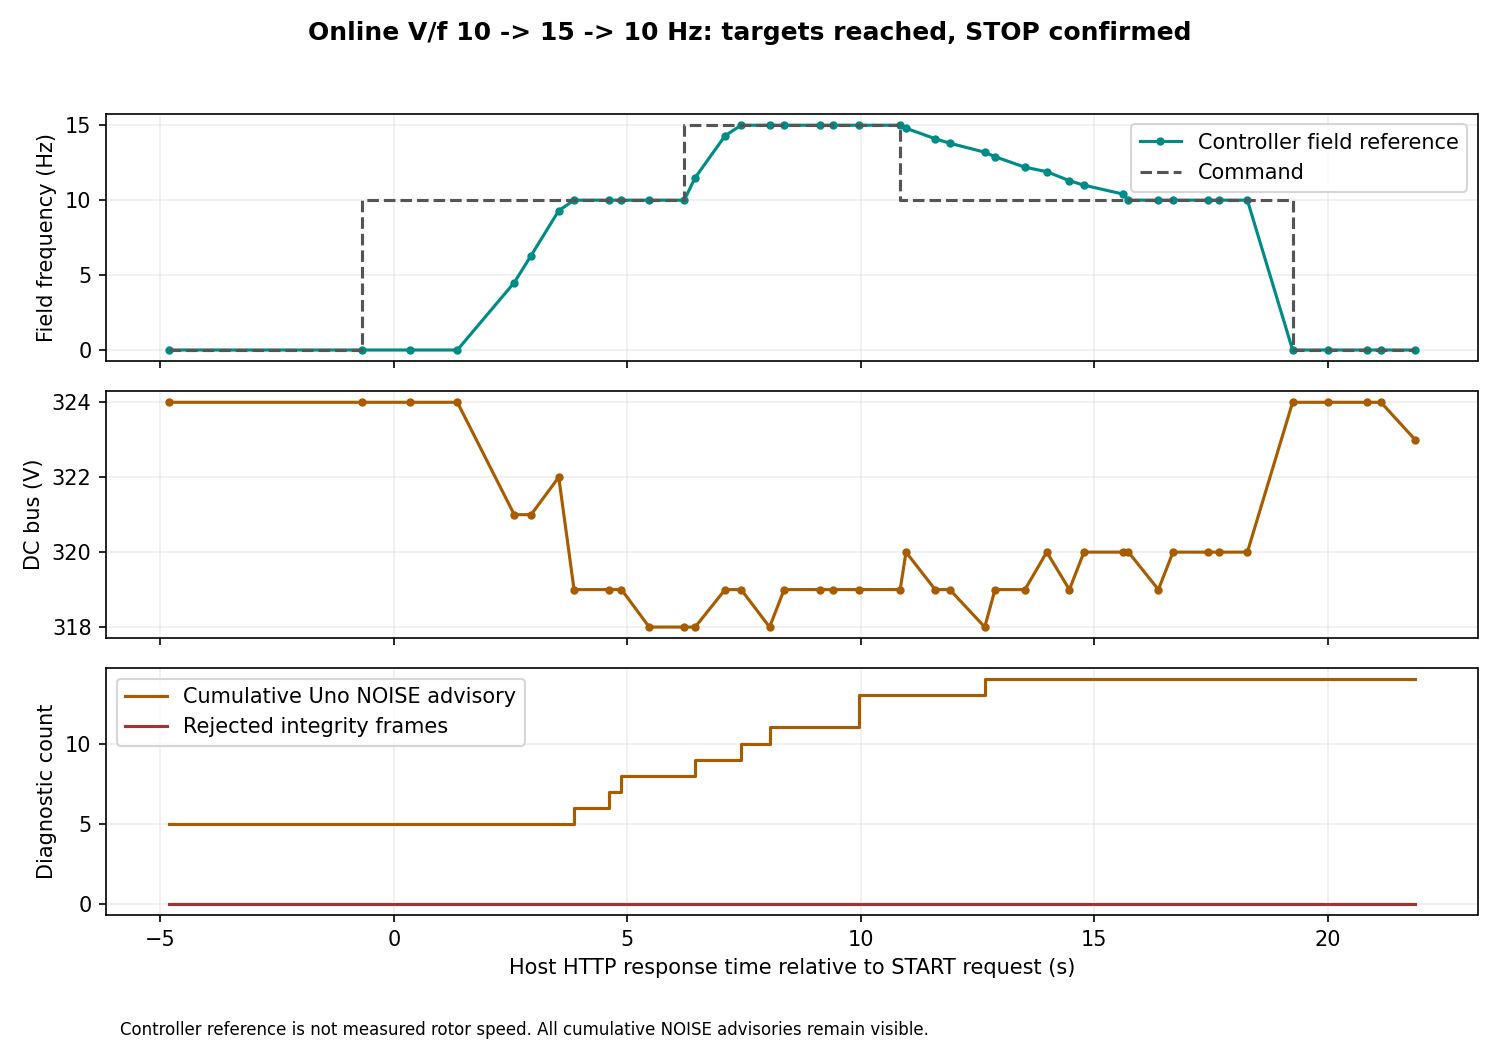 Online V/f 10 -> 15 -> 10 Hz: targets reached, STOP confirmed
Field frequency (Hz)
15
10
5
0
Controller field reference
Command
DC bus (V)
324
322
320
318
Diagnostic count
10
5
0
Cumulative Uno NOISE advisory
Rejected integrity frames
−5 0 5 10 15 20
Host HTTP response time relative to START request (s)
Controller reference is not measured rotor speed. All cumulative NOISE advisories remain visible.